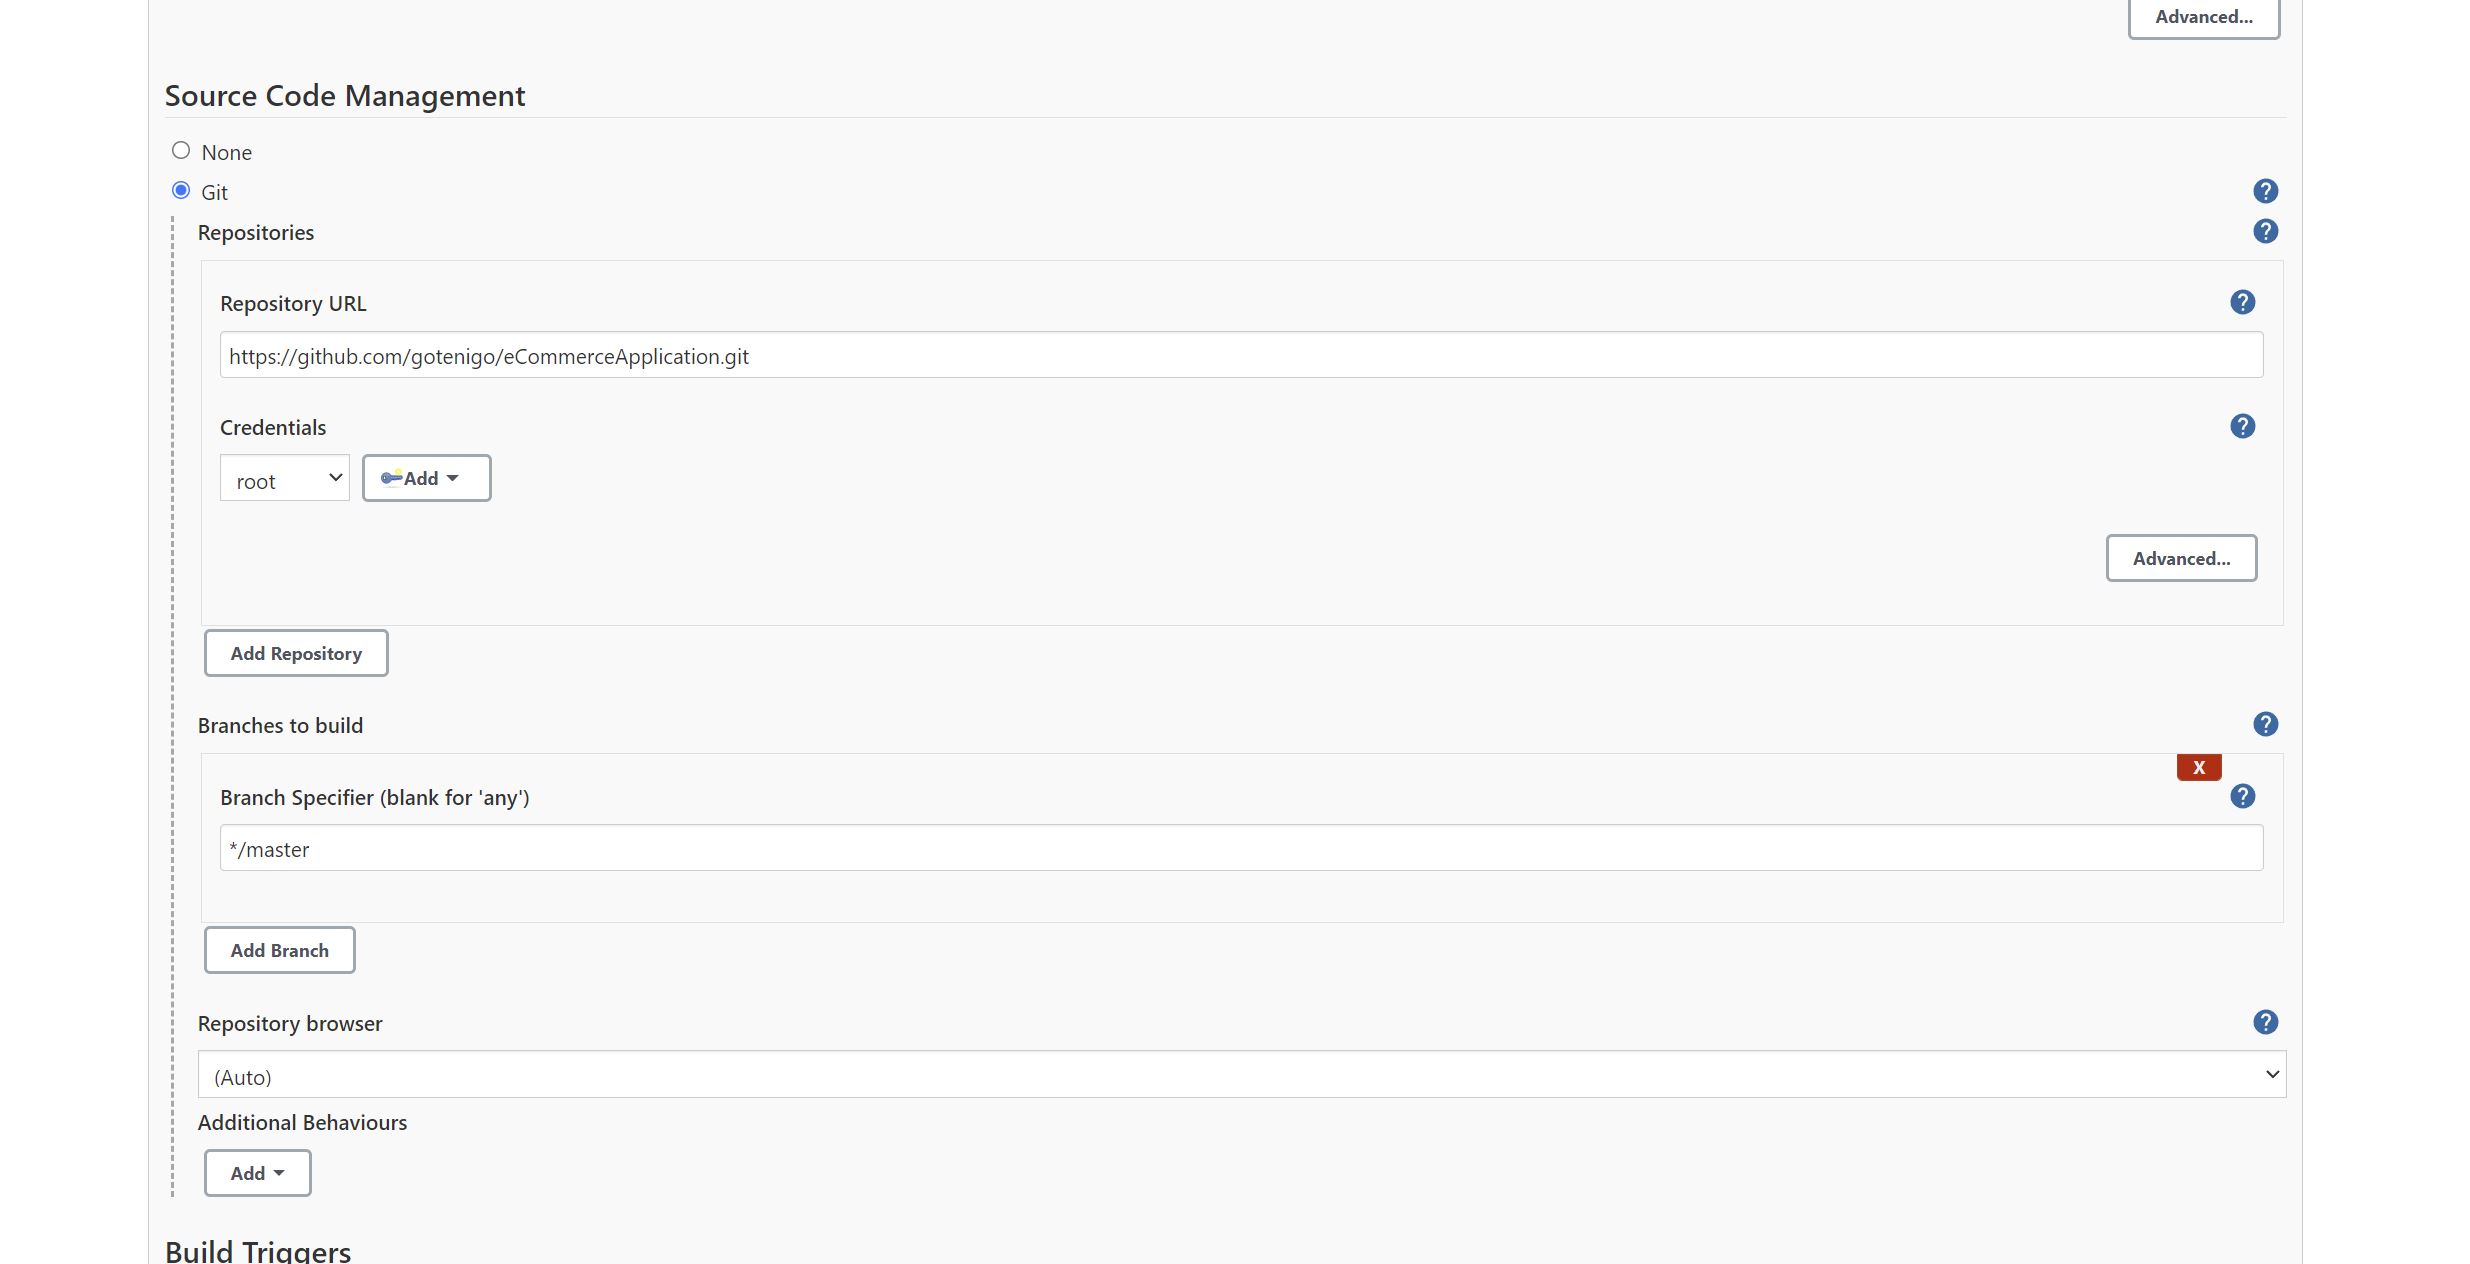 Advanced...
Source Code Management
None
Git
?
Repositories
?
Repository URL
?
https://github.com/gotenigo/eCommerceApplication.git
Credentials
?
root
Add
Advanced...
Add Repository
Branches to build
?
X
Branch Specifier (blank for 'any')
?
*/master
Add Branch
Repository browser
?
(Auto)
Additional Behaviours
Add
Build Triggers